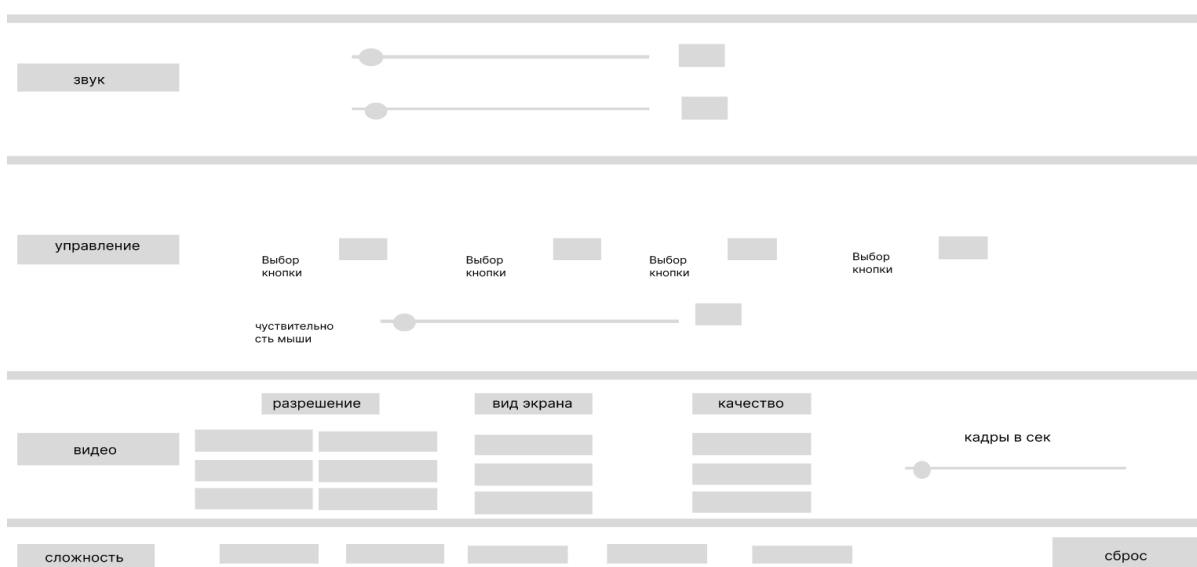 звук
управление
Выбор
кнопки
Выбор
кнопки
Выбор
кнопки
Выбор
кнопки
чуствительно
сть мыши
разрешение
вид экрана
качество
видео
кадры в сек
сложность
сброс